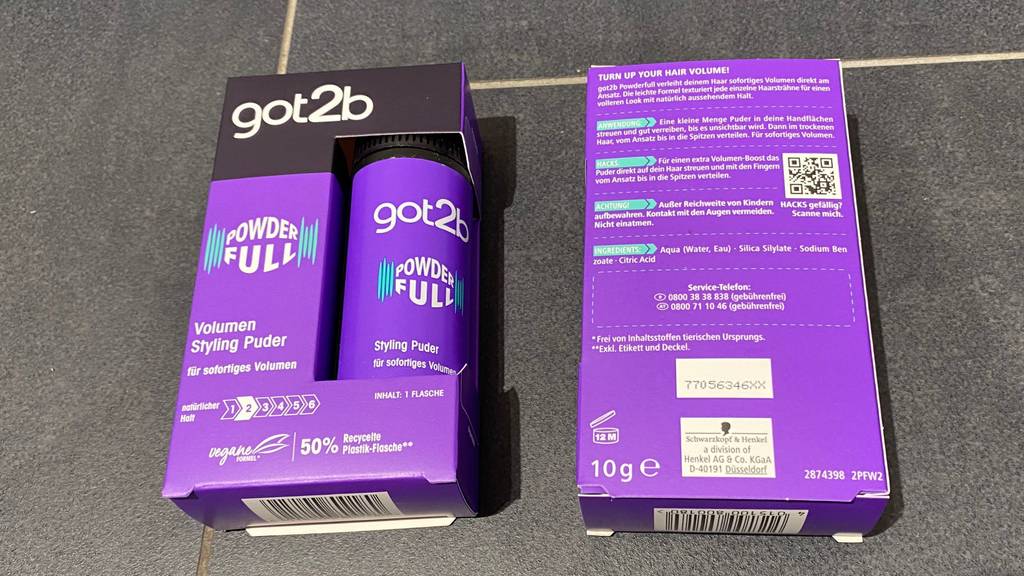 got2b
POWDER
FULL
Volumen
Styling Puder
für sofortiges Volumen
natürlicher
Halt
1 2 3 4 5 6
vegane
FORMEL*
50% Recycelte
Plastik-Flasche**
INHALT: 1 FLASCHE
got2b
POWDER
FULL
Styling Puder
für sofortiges Volumen
TURN UP YOUR HAIR VOLUME!
got2b Powderfull verleiht deinem Haar sofortiges Volumen direkt am
Ansatz. Die leichte Formel texturiert jede einzelne Haarsträhne für einen
volleren Look mit natürlich aussehendem Halt.
ANWENDUNG: Eine kleine Menge Puder in deine Handflächen
streuen und gut verreiben, bis es unsichtbar wird. Dann im trockenen
Haar, vom Ansatz bis in die Spitzen verteilen. Für sofortiges Volumen.
HACKS: Für einen extra Volumen-Boost das
Puder direkt auf dein Haar streuen und mit den Fingern
vom Ansatz bis in die Spitzen verteilen.
ACHTUNG! Außer Reichweite von Kindern
aufbewahren. Kontakt mit den Augen vermeiden.
Nicht einatmen.
HACKS gefällig?
Scanne mich.
INGREDIENTS: Aqua (Water, Eau) · Silica Silylate · Sodium Ben
zoate · Citric Acid
Service-Telefon:
DE 0800 38 38 838 (gebührenfrei)
AT 0800 71 10 46 (gebührenfrei)
*Frei von Inhaltsstoffen tierischen Ursprungs.
**Exkl. Etikett und Deckel.
77056346XX
12 M
Schwarzkopf & Henkel
a division of
Henkel AG & Co. KGaA
D-40191 Düsseldorf
10 g e
2874398 2PFW2